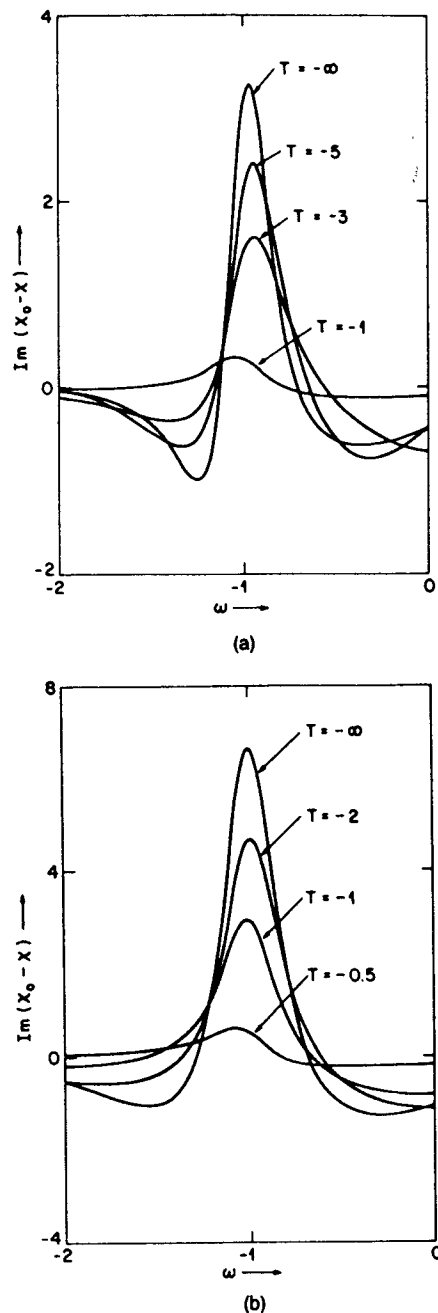 4
T = -∞
T = -5
2
T = -3
Im (X₀ - X) →
T = -1
0
-2
-2
-1
0
ω →
(a)
8
T = -∞
4
T = -2
T = -1
Im (X₀ - X) →
T = -0.5
0
-4
-2
-1
0
ω →
(b)